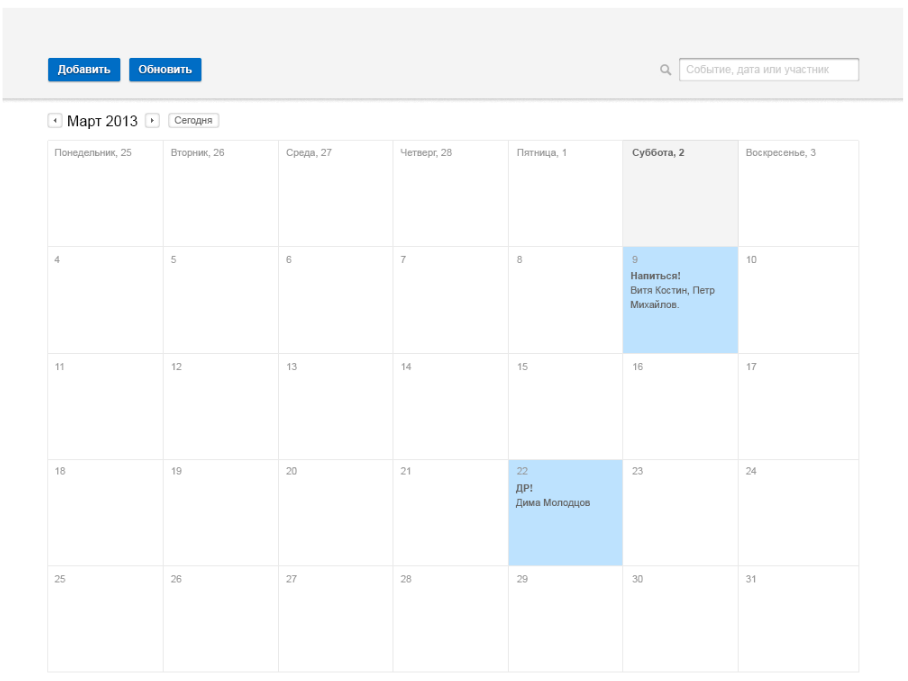 Добавить Обновить Событие, дата или участник
Март 2013 Сегодня
Понедельник, 25 Вторник, 26 Среда, 27 Четверг, 28 Пятница, 1 Суббота, 2 Воскресенье, 3
4 5 6 7 8 9 10
Напиться!
Витя Костин, Петр
Михайлов.
11 12 13 14 15 16 17
18 19 20 21 22 23 24
ДР!
Дима Молодцов
25 26 27 28 29 30 31